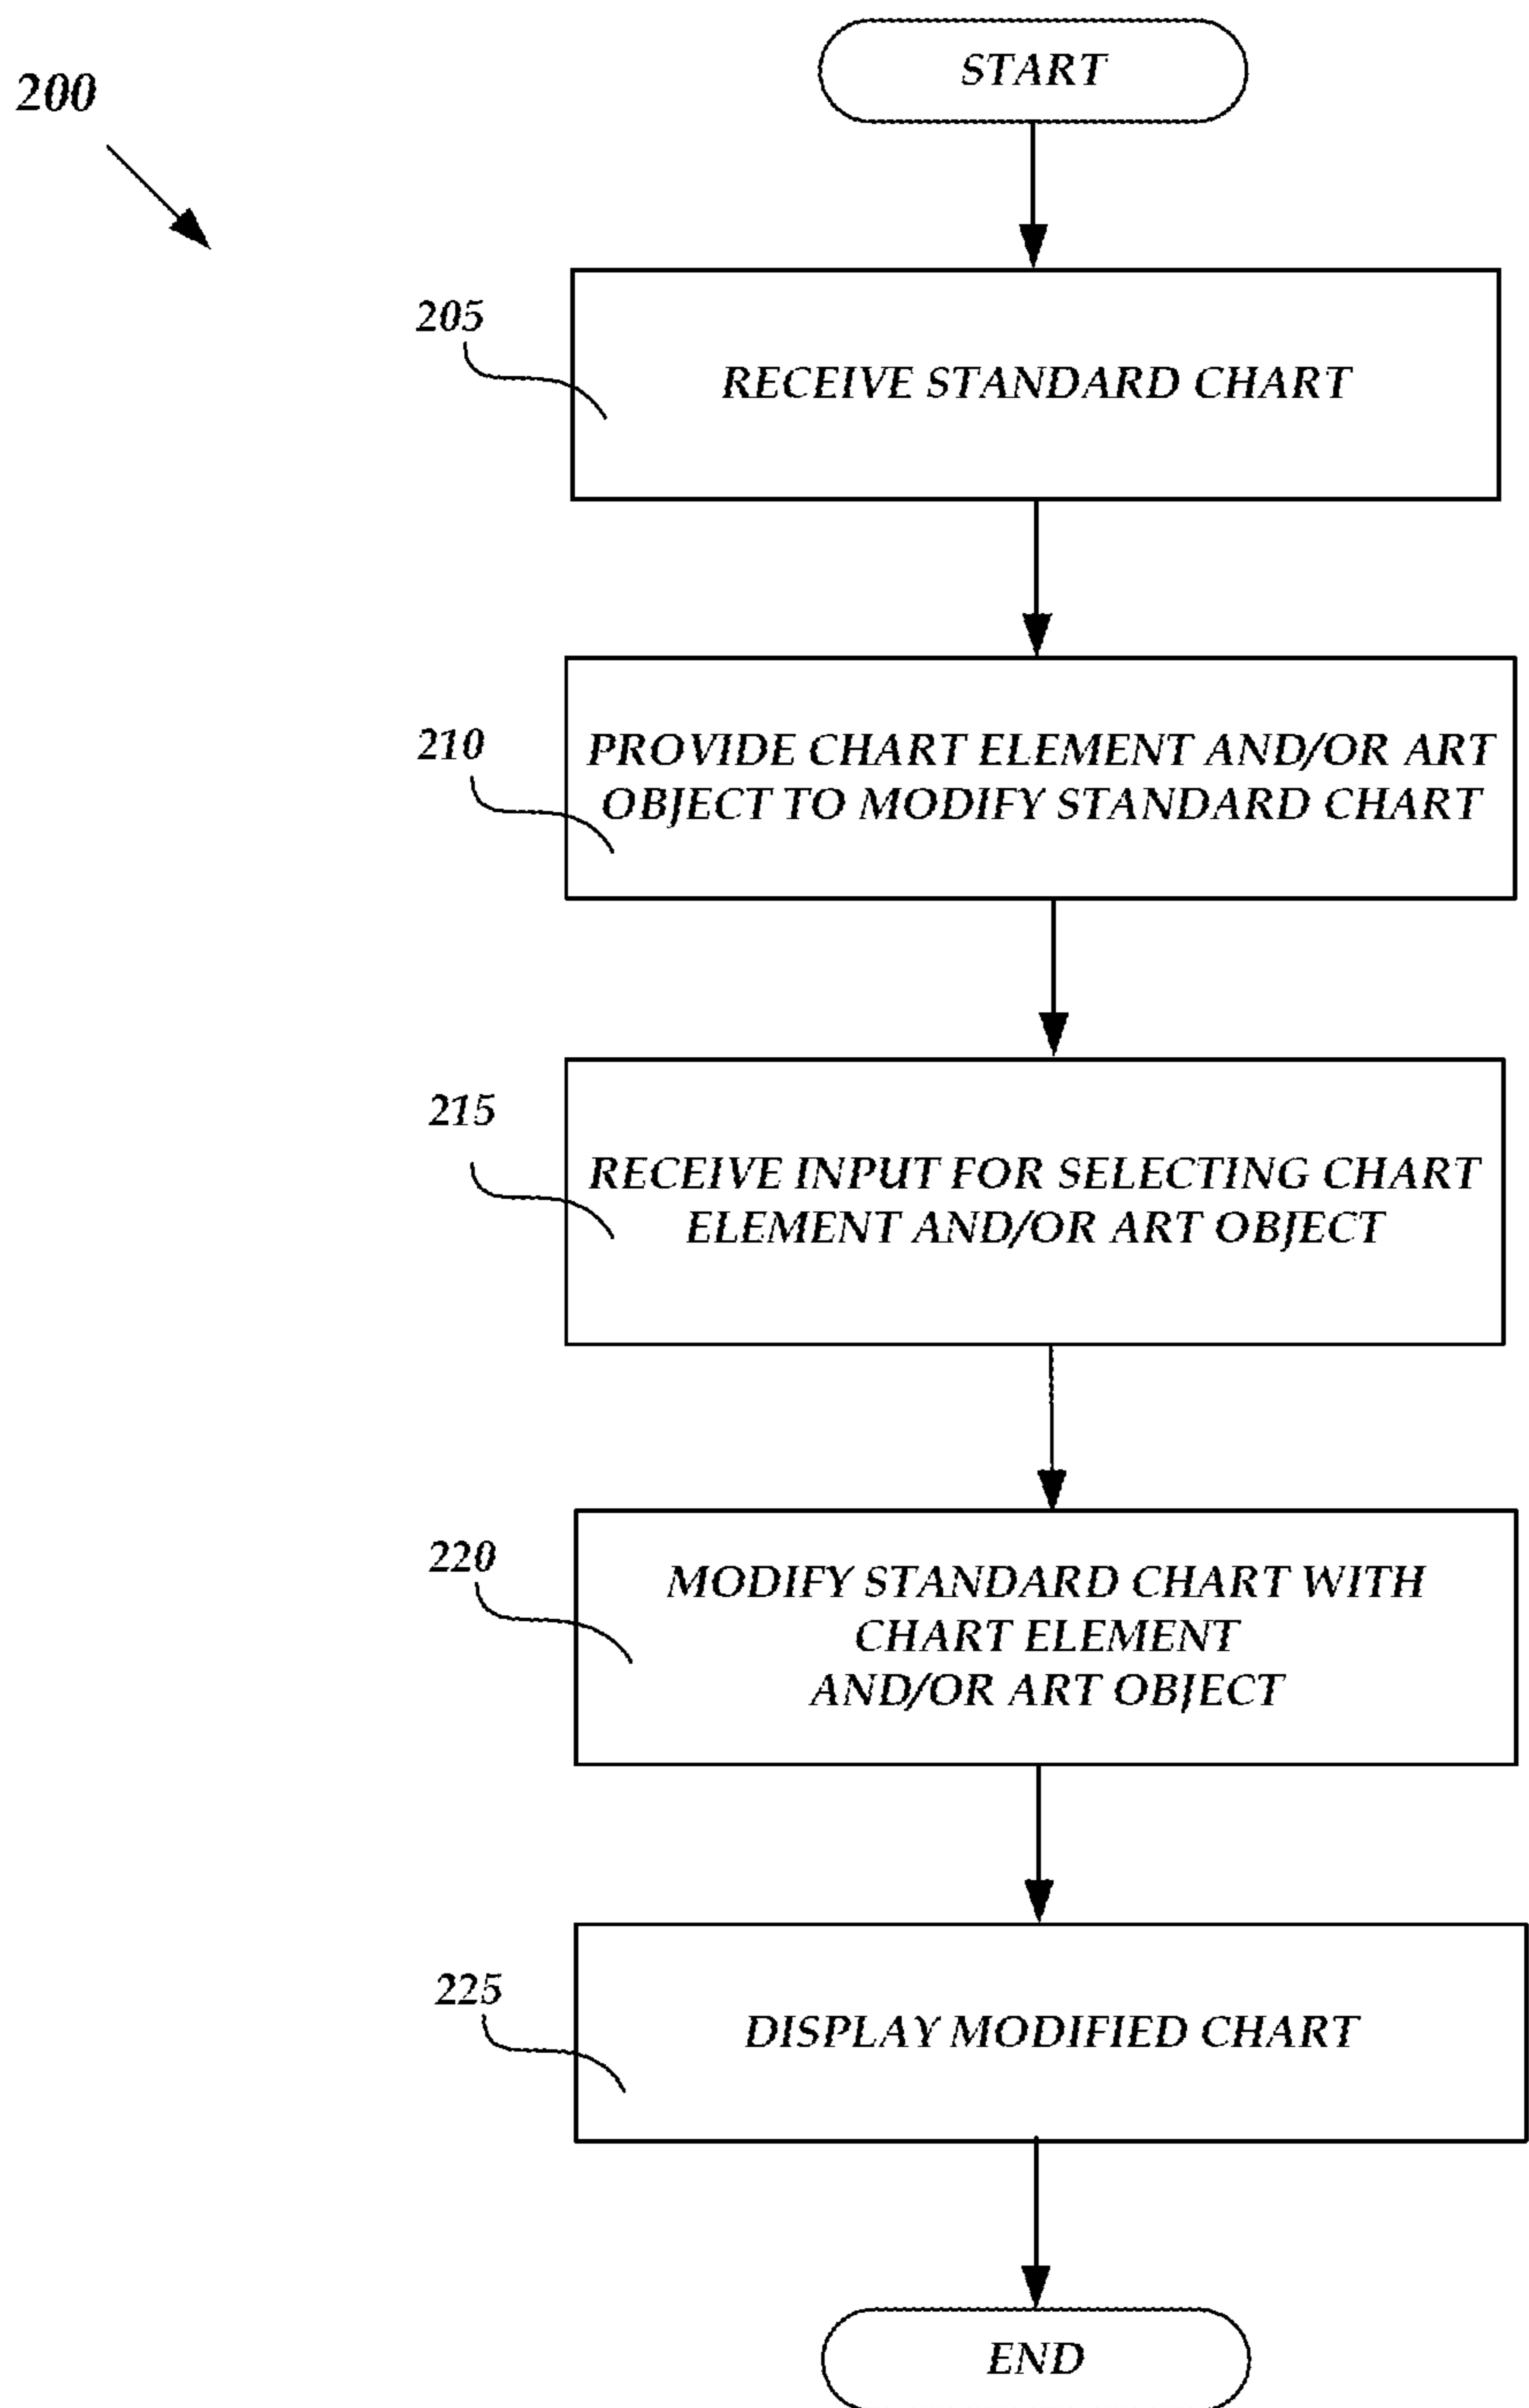 200
START
205
RECEIVE STANDARD CHART
210
PROVIDE CHART ELEMENT AND/OR ART
OBJECT TO MODIFY STANDARD CHART
215
RECEIVE INPUT FOR SELECTING CHART
ELEMENT AND/OR ART OBJECT
220
MODIFY STANDARD CHART WITH
CHART ELEMENT
AND/OR ART OBJECT
225
DISPLAY MODIFIED CHART
END